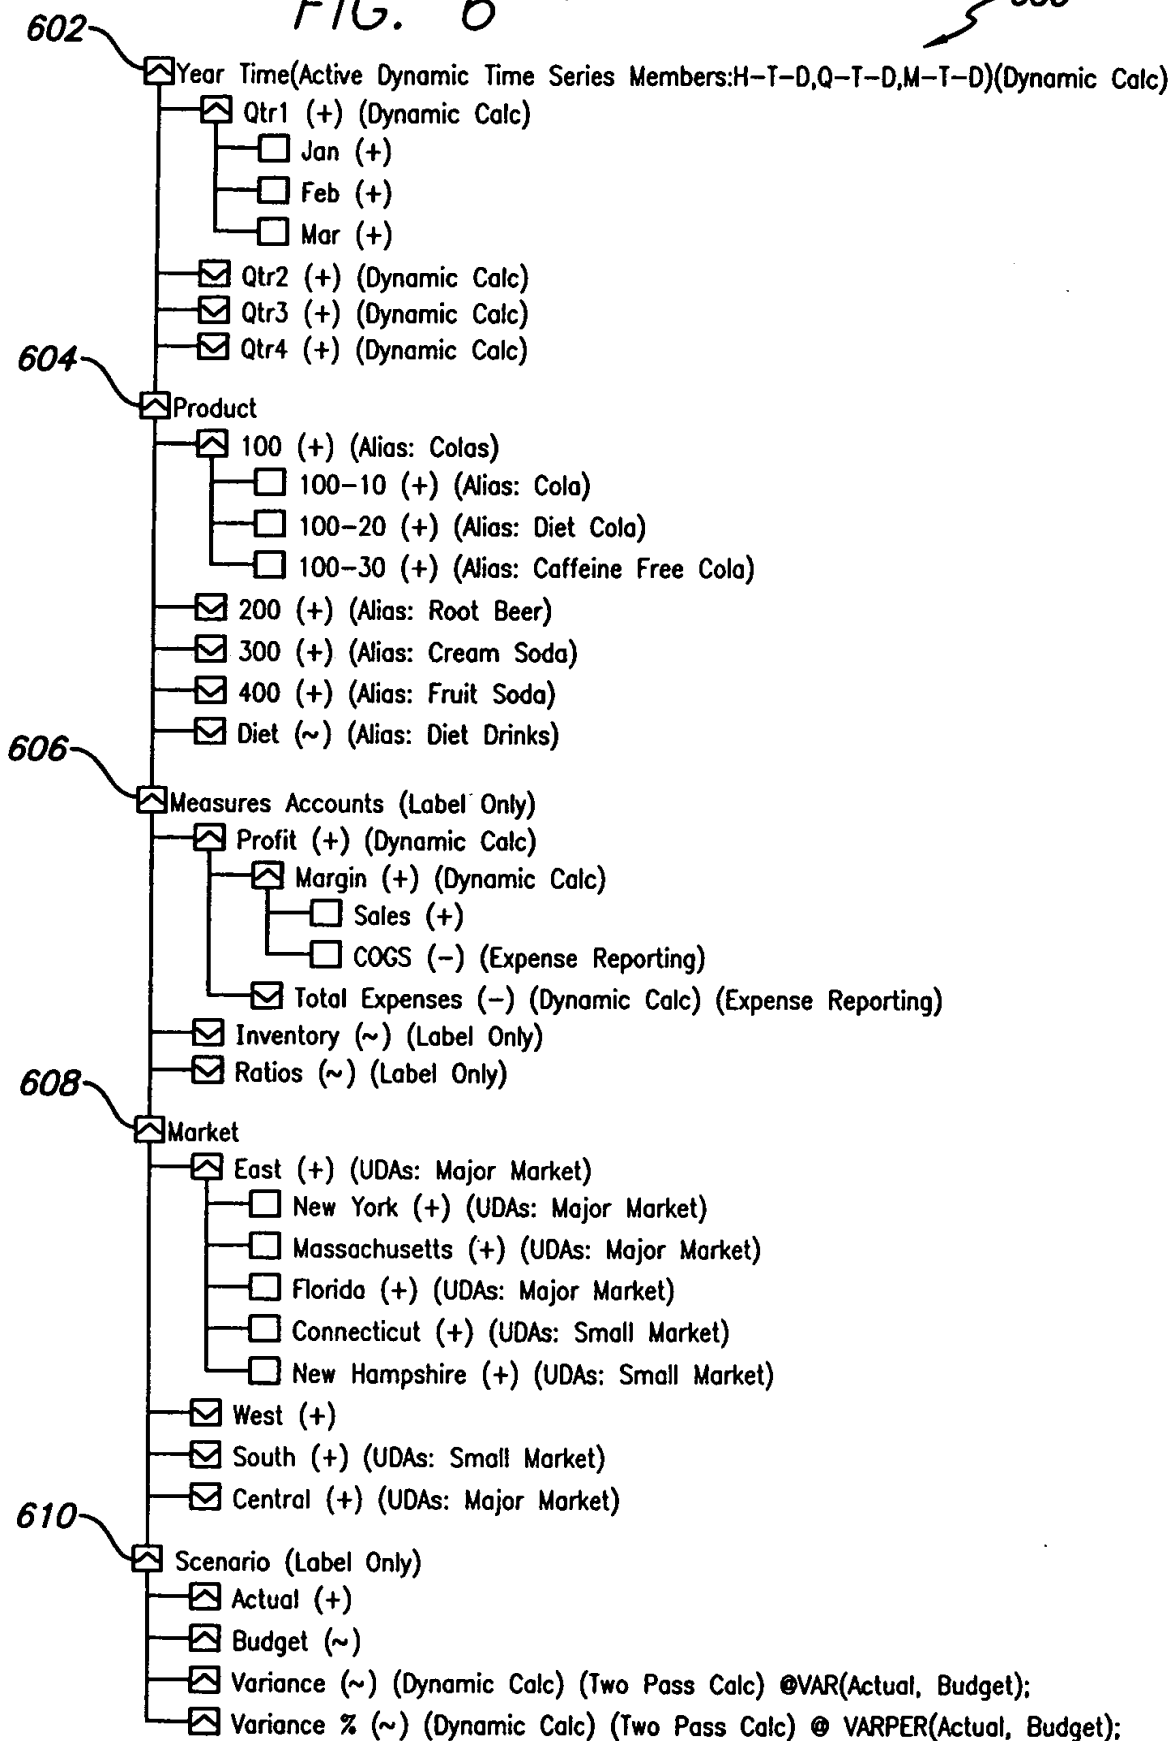 FIG. 6
602
Year Time(Active Dynamic Time Series Members:H-T-D,Q-T-D,M-T-D)(Dynamic Calc)
Qtr1 (+) (Dynamic Calc)
Jan (+)
Feb (+)
Mar (+)
Qtr2 (+) (Dynamic Calc)
Qtr3 (+) (Dynamic Calc)
Qtr4 (+) (Dynamic Calc)
604
Product
100 (+) (Alias: Colas)
100-10 (+) (Alias: Cola)
100-20 (+) (Alias: Diet Cola)
100-30 (+) (Alias: Caffeine Free Cola)
200 (+) (Alias: Root Beer)
300 (+) (Alias: Cream Soda)
400 (+) (Alias: Fruit Soda)
Diet (~) (Alias: Diet Drinks)
606
Measures Accounts (Label Only)
Profit (+) (Dynamic Calc)
Margin (+) (Dynamic Calc)
Sales (+)
COGS (-) (Expense Reporting)
Total Expenses (-) (Dynamic Calc) (Expense Reporting)
Inventory (~) (Label Only)
Ratios (~) (Label Only)
608
Market
East (+) (UDAs: Major Market)
New York (+) (UDAs: Major Market)
Massachusetts (+) (UDAs: Major Market)
Florida (+) (UDAs: Major Market)
Connecticut (+) (UDAs: Small Market)
New Hampshire (+) (UDAs: Small Market)
West (+)
South (+) (UDAs: Small Market)
Central (+) (UDAs: Major Market)
610
Scenario (Label Only)
Actual (+)
Budget (~)
Variance (~) (Dynamic Calc) (Two Pass Calc) @VAR(Actual, Budget);
Variance % (~) (Dynamic Calc) (Two Pass Calc) @ VARPER(Actual, Budget);